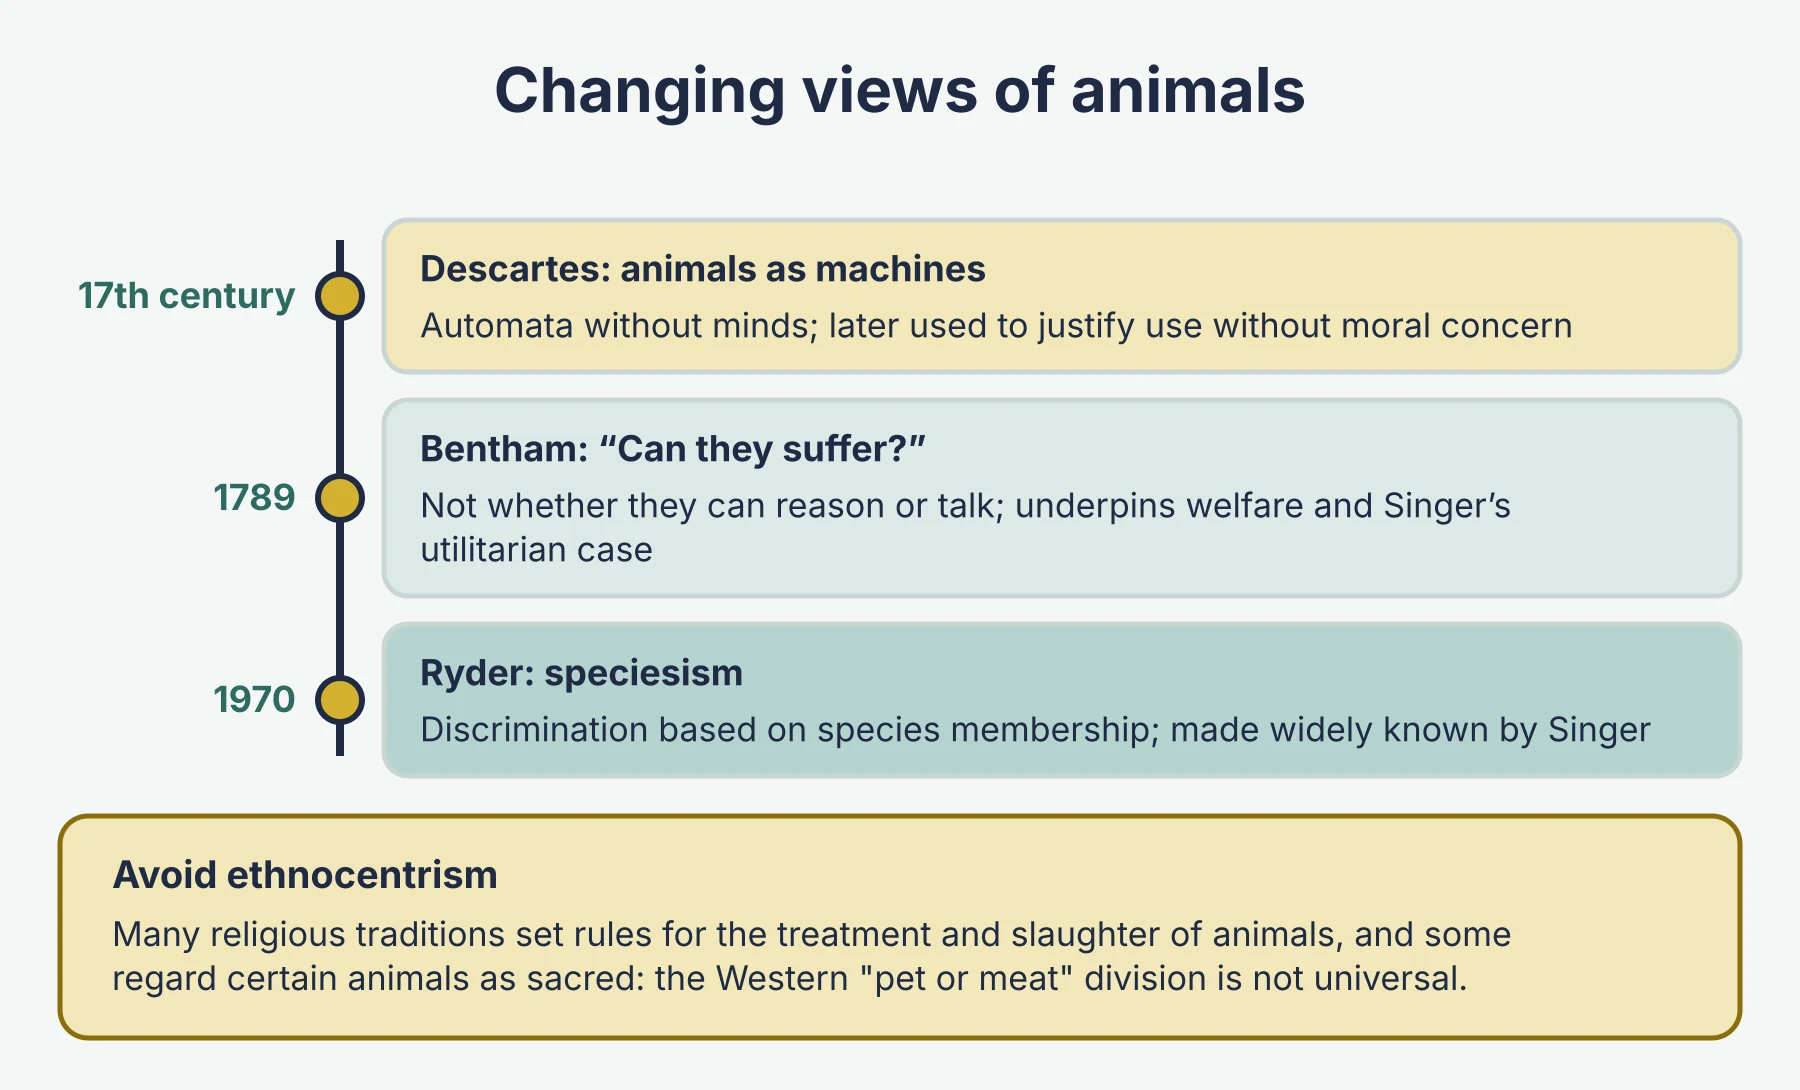 Changing views of animals
17th century
Descartes: animals as machines
Automata without minds; later used to justify use without moral concern
1789
Bentham: “Can they suffer?”
Not whether they can reason or talk; underpins welfare and Singer’s
utilitarian case
1970
Ryder: speciesism
Discrimination based on species membership; made widely known by Singer
Avoid ethnocentrism
Many religious traditions set rules for the treatment and slaughter of animals, and some
regard certain animals as sacred: the Western "pet or meat" division is not universal.